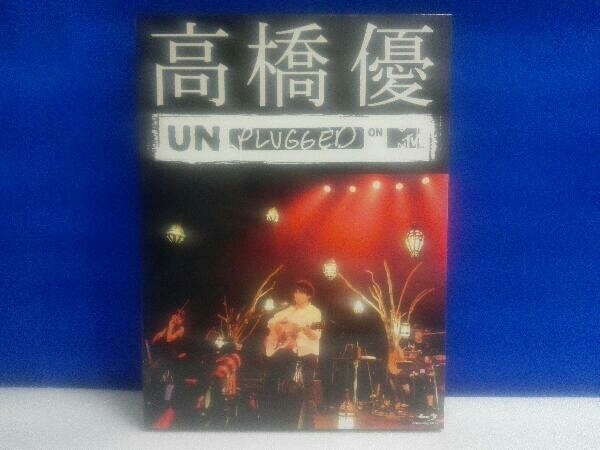 高橋優
UN PLUGGED ON MTV